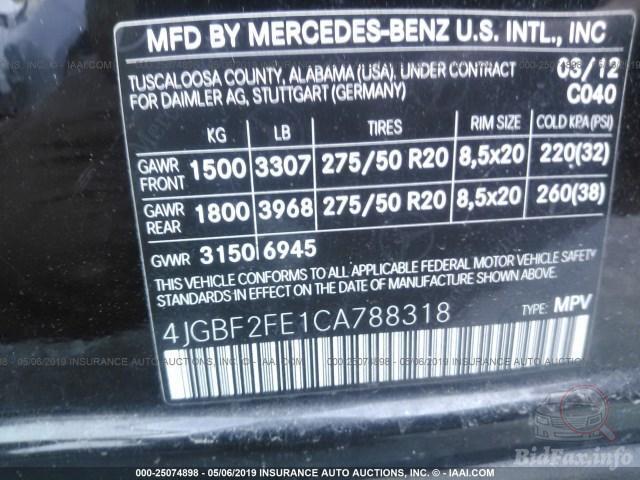 MFD BY MERCEDES-BENZ U.S. INTL., INC
TUSCALOOSA COUNTY, ALABAMA (USA), UNDER CONTRACT 03/12
FOR DAIMLER AG, STUTTGART (GERMANY) C040
KG LB TIRES RIM SIZE COLD KPA(PSI)
GAWR FRONT 1500 3307 275/50 R20 8,5x20 220(32)
GAWR REAR 1800 3968 275/50 R20 8,5x20 260(38)
GVWR 3150 6945
THIS VEHICLE CONFORMS TO ALL APPLICABLE FEDERAL MOTOR VEHICLE SAFETY
STANDARDS IN EFFECT ON THE DATE OF MANUFACTURE SHOWN ABOVE.
4JGBF2FE1CA788318 TYPE: MPV
000-25074898 - 05/06/2019 INSURANCE AUTO AUCTIONS - © IAAI.COM
BidFax.info